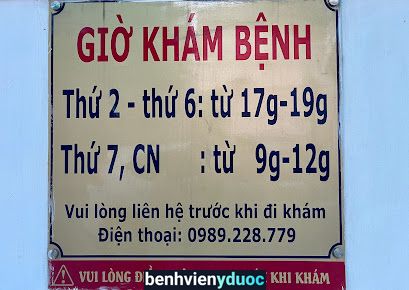 GIỜ KHÁM BỆNH
Thứ 2 - thứ 6: từ 17g-19g
Thứ 7, CN : từ 9g-12g
Vui lòng liên hệ trước khi đi khám
Điện thoại: 0989.228.779
VUI LÒNG KHI KHÁM
benhvienyduoc